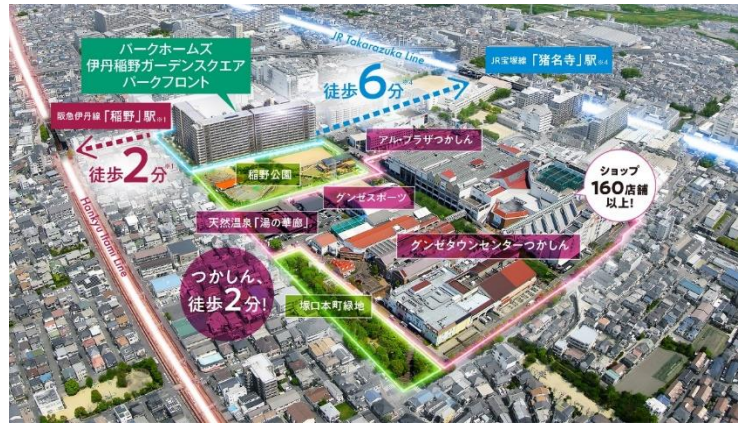 パークホームズ
伊丹稲野ガーデンスクエア
パークフロント
JR Takarazuka Line
JR宝塚線「猪名寺」駅※4
徒歩6分※4
阪急伊丹線「稲野」駅※1
徒歩2分※1
アル・プラザつかしん
稲野公園
グンゼスポーツ
ショップ
160店舗
以上!
天然温泉「湯の華廊」
グンゼタウンセンターつかしん
つかしん、
徒歩2分!
塚口本町緑地
Hankyu Itami Line